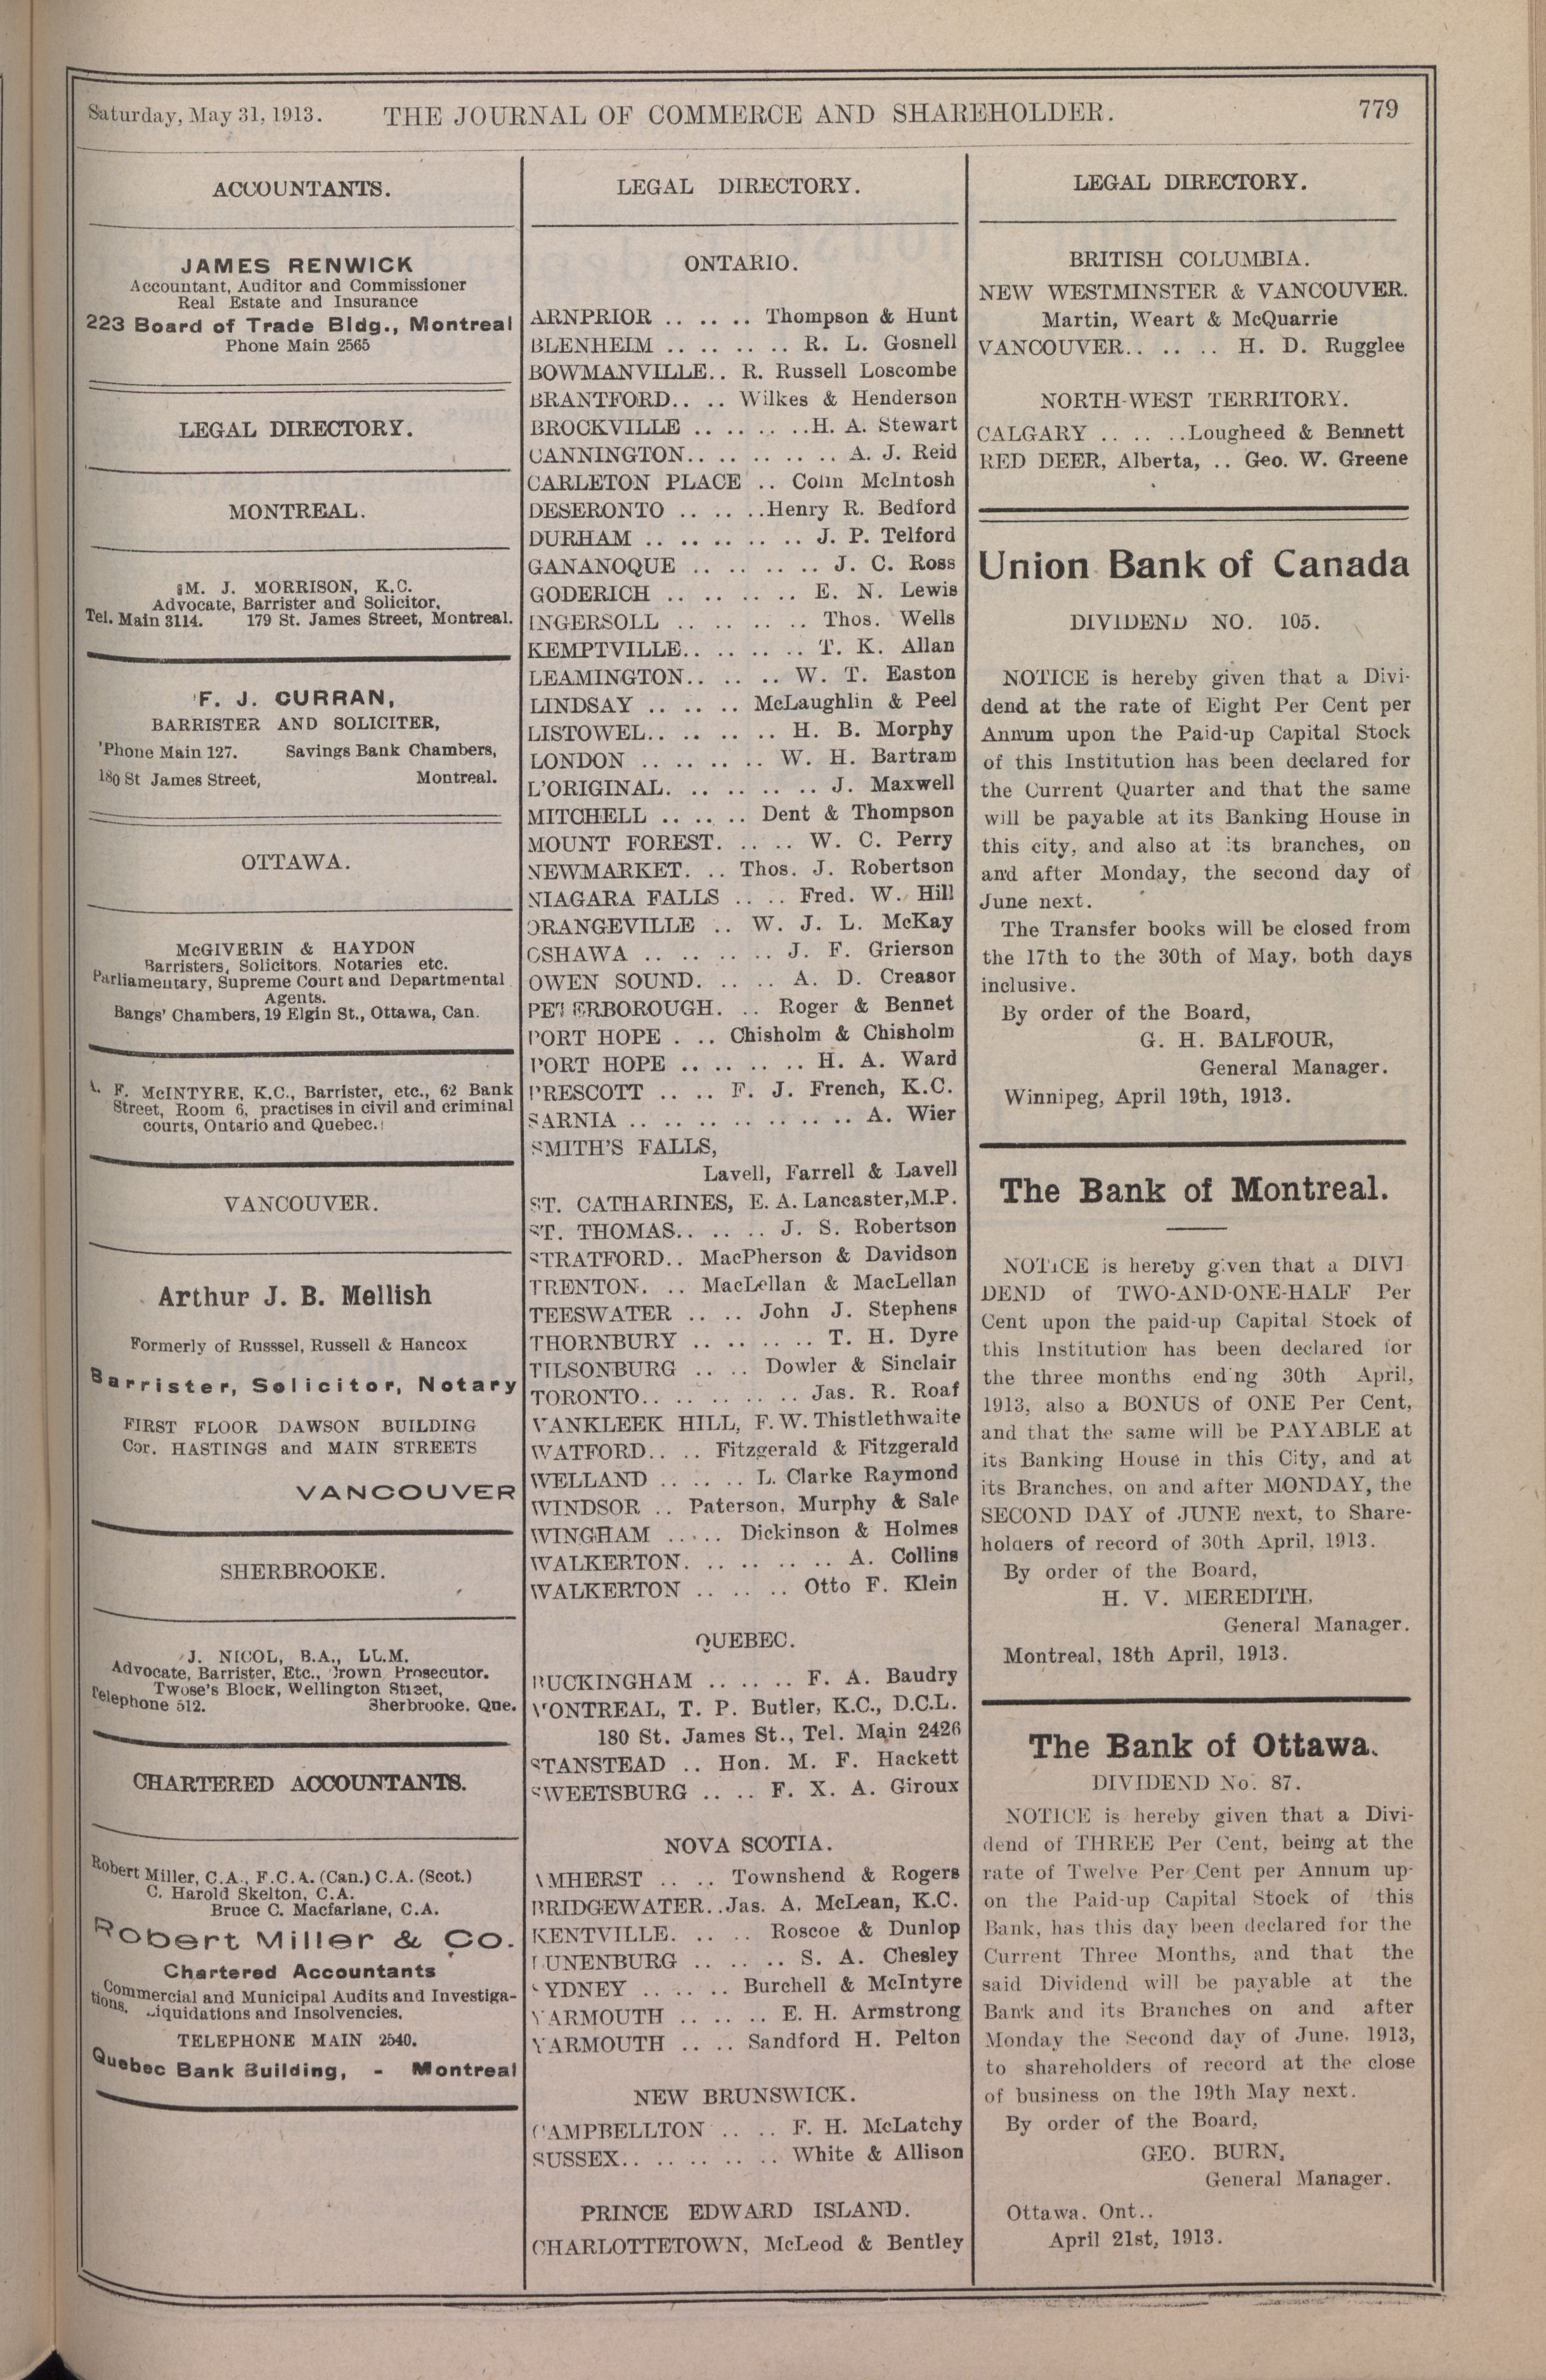 Saturday, May 31, 1913. THE JOURNAL OF COMMERCE AND SHAREHOLDER. 779
ACCOUNTANTS.
JAMES RENWICK
Accountant, Auditor and Commissioner
Real Estate and Insurance
223 Board of Trade Bldg., Montreal
Phone Main 2565
LEGAL DIRECTORY.
MONTREAL.
M. J. MORRISON, K.C.
Advocate, Barrister and Solicitor,
Tel. Main 3114. 179 St. James Street, Montreal.
F. J. CURRAN,
BARRISTER AND SOLICITER,
'Phone Main 127. Savings Bank Chambers,
180 St James Street, Montreal.
OTTAWA.
McGIVERIN & HAYDON
Barristers, Solicitors. Notaries etc.
Parliamentary, Supreme Court and Departmental
Agents.
Bangs' Chambers, 19 Elgin St., Ottawa, Can.
F. McINTYRE, K.C., Barrister, etc., 62 Bank
Street, Room 6, practises in civil and criminal
courts, Ontario and Quebec.
VANCOUVER.
Arthur J. B. Mellish
Formerly of Russsel, Russell & Hancox
Barrister, Solicitor, Notary
FIRST FLOOR DAWSON BUILDING
Cor. HASTINGS and MAIN STREETS
VANCOUVER
SHERBROOKE.
J. NICOL, B.A., LL.M.
Advocate, Barrister, Etc., Crown Prosecutor.
Twose's Block, Wellington Street,
Telephone 512. Sherbrooke, Que.
CHARTERED ACCOUNTANTS.
Robert Miller, C.A., F.C.A. (Can.) C.A. (Scot.)
C. Harold Skelton, C.A.
Bruce C. Macfarlane, C.A.
Robert Miller & Co.
Chartered Accountants
Commercial and Municipal Audits and Investiga-
tions, Liquidations and Insolvencies.
TELEPHONE MAIN 2540.
Quebec Bank Building, - Montreal
LEGAL DIRECTORY.
ONTARIO.
ARNPRIOR .. .. .. Thompson & Hunt
BLENHEIM .. .. .. .. R. L. Gosnell
BOWMANVILLE.. R. Russell Loscombe
BRANTFORD.. .. Wilkes & Henderson
BROCKVILLE .. .. .. ..H. A. Stewart
CANNINGTON.. .. .. .. .. A. J. Reid
CARLETON PLACE .. Colin McIntosh
DESERONTO .. .. ..Henry R. Bedford
DURHAM .. .. .. .. .. J. P. Telford
GANANOQUE .. .. .. .. J. C. Ross
GODERICH .. .. .. .. E. N. Lewis
INGERSOLL .. .. .. .. Thos. Wells
KEMPTVILLE.. .. .. .. T. K. Allan
LEAMINGTON.. .. .. W. T. Easton
LINDSAY .. .. .. McLaughlin & Peel
LISTOWEL.. .. .. .. H. B. Morphy
LONDON .. .. .. .. W. H. Bartram
L'ORIGINAL. .. .. .. .. J. Maxwell
MITCHELL .. .. .. Dent & Thompson
MOUNT FOREST. .. .. W. C. Perry
NEWMARKET. .. Thos. J. Robertson
NIAGARA FALLS .. .. Fred. W. Hill
ORANGEVILLE .. W. J. L. McKay
OSHAWA .. .. .. .. J. F. Grierson
OWEN SOUND. .. .. A. D. Creasor
PETERBOROUGH. .. Roger & Bennet
PORT HOPE . .. Chisholm & Chisholm
PORT HOPE .. .. .. .. H. A. Ward
PRESCOTT .. .. F. J. French, K.C.
SARNIA .. .. .. .. .. .. .. A. Wier
SMITH'S FALLS,
Lavell, Farrell & Lavell
ST. CATHARINES, E. A. Lancaster,M.P.
ST. THOMAS.. .. .. J. S. Robertson
STRATFORD.. MacPherson & Davidson
TRENTON. .. MacLellan & MacLellan
TEESWATER .. .. John J. Stephens
THORNBURY .. .. .. .. T. H. Dyre
TILSONBURG .. .. Dowler & Sinclair
TORONTO.. .. .. .. .. Jas. R. Roaf
VANKLEEK HILL, F. W. Thistlethwaite
WATFORD.. .. Fitzgerald & Fitzgerald
WELLAND .. .. .. L. Clarke Raymond
WINDSOR .. Paterson, Murphy & Sale
WINGHAM .. .. . Dickinson & Holmes
WALKERTON. .. .. .. .. A. Collins
WALKERTON .. .. .. Otto F. Klein
QUEBEC.
BUCKINGHAM .. .. .. F. A. Baudry
MONTREAL, T. P. Butler, K.C., D.C.L.
180 St. James St., Tel. Main 2426
STANSTEAD .. Hon. M. F. Hackett
SWEETSBURG .. .. F. X. A. Giroux
NOVA SCOTIA.
AMHERST .. .. Townshend & Rogers
BRIDGEWATER..Jas. A. McLean, K.C.
KENTVILLE. .. .. Roscoe & Dunlop
LUNENBURG .. .. .. S. A. Chesley
SYDNEY .. .. .. Burchell & McIntyre
YARMOUTH .. .. .. E. H. Armstrong
YARMOUTH .. .. Sandford H. Pelton
NEW BRUNSWICK.
CAMPBELLTON .. .. F. H. McLatchy
SUSSEX.. .. .. .. .. White & Allison
PRINCE EDWARD ISLAND.
CHARLOTTETOWN, McLeod & Bentley
LEGAL DIRECTORY.
BRITISH COLUMBIA.
NEW WESTMINSTER & VANCOUVER.
Martin, Weart & McQuarrie
VANCOUVER.. .. .. H. D. Rugglee
NORTH-WEST TERRITORY.
CALGARY .. .. ..Lougheed & Bennett
RED DEER, Alberta, .. Geo. W. Greene
Union Bank of Canada
DIVIDEND NO. 105.
NOTICE is hereby given that a Divi-
dend at the rate of Eight Per Cent per
Annum upon the Paid-up Capital Stock
of this Institution has been declared for
the Current Quarter and that the same
will be payable at its Banking House in
this city, and also at its branches, on
and after Monday, the second day of
June next.
The Transfer books will be closed from
the 17th to the 30th of May, both days
inclusive.
By order of the Board,
G. H. BALFOUR,
General Manager.
Winnipeg, April 19th, 1913.
The Bank of Montreal.
NOTICE is hereby given that a DIVI-
DEND of TWO-AND-ONE-HALF Per
Cent upon the paid-up Capital Stock of
this Institution has been declared for
the three months ending 30th April,
1913, also a BONUS of ONE Per Cent,
and that the same will be PAYABLE at
its Banking House in this City, and at
its Branches, on and after MONDAY, the
SECOND DAY of JUNE next, to Share-
holders of record of 30th April, 1913.
By order of the Board,
H. V. MEREDITH,
General Manager.
Montreal, 18th April, 1913.
The Bank of Ottawa.
DIVIDEND No. 87.
NOTICE is hereby given that a Divi-
dend of THREE Per Cent, being at the
rate of Twelve Per Cent per Annum up-
on the Paid-up Capital Stock of this
Bank, has this day been declared for the
Current Three Months, and that the
said Dividend will be payable at the
Bank and its Branches on and after
Monday the Second day of June, 1913,
to shareholders of record at the close
of business on the 19th May next.
By order of the Board,
GEO. BURN,
General Manager.
Ottawa. Ont..
April 21st, 1913.